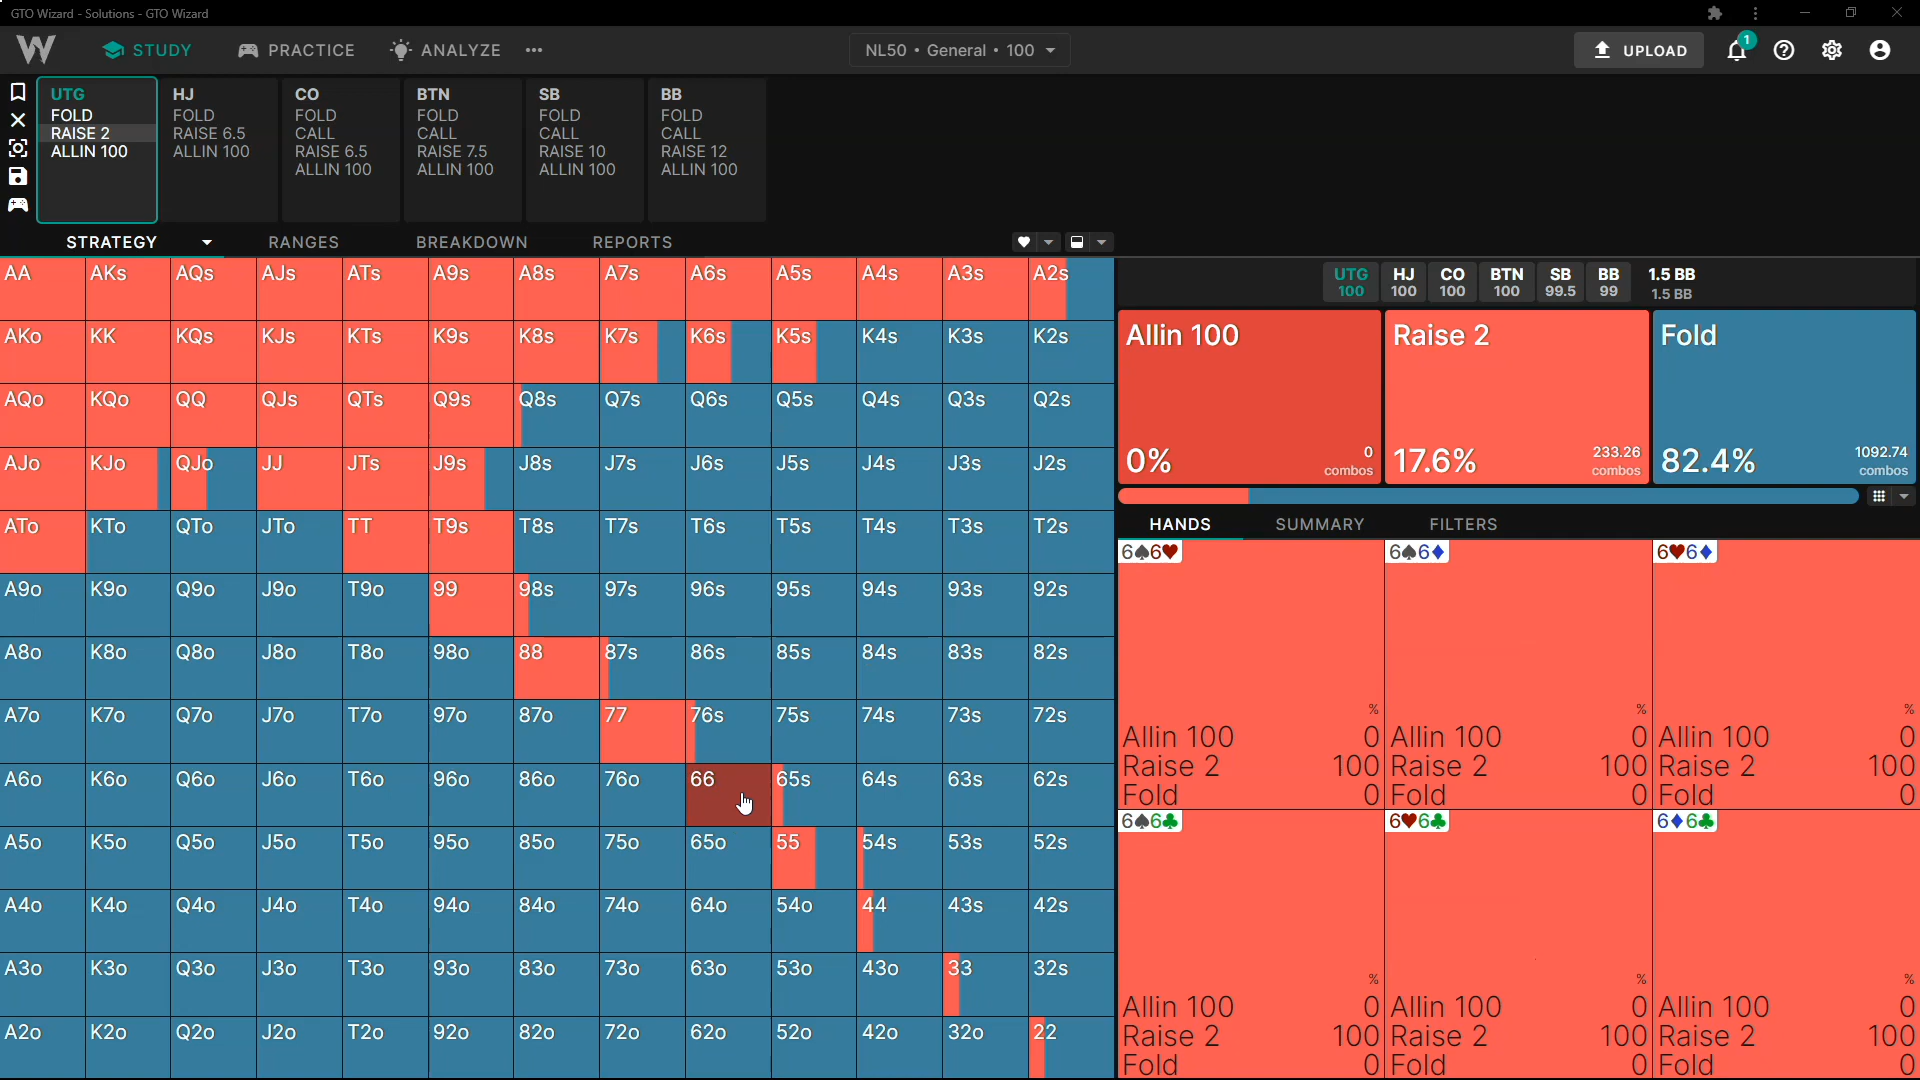 GTO Wizard - Solutions - GTO Wizard
W STUDY PRACTICE ANALYZE ••• NL50 • General • 100 UPLOAD 1
UTG
FOLD
RAISE 2
ALLIN 100
HJ
FOLD
RAISE 6.5
ALLIN 100
CO
FOLD
CALL
RAISE 6.5
ALLIN 100
BTN
FOLD
CALL
RAISE 7.5
ALLIN 100
SB
FOLD
CALL
RAISE 10
ALLIN 100
BB
FOLD
CALL
RAISE 12
ALLIN 100
STRATEGY RANGES BREAKDOWN REPORTS
AA AKs AQs AJs ATs A9s A8s A7s A6s A5s A4s A3s A2s
AKo KK KQs KJs KTs K9s K8s K7s K6s K5s K4s K3s K2s
AQo KQo QQ QJs QTs Q9s Q8s Q7s Q6s Q5s Q4s Q3s Q2s
AJo KJo QJo JJ JTs J9s J8s J7s J6s J5s J4s J3s J2s
ATo KTo QTo JTo TT T9s T8s T7s T6s T5s T4s T3s T2s
A9o K9o Q9o J9o T9o 99 98s 97s 96s 95s 94s 93s 92s
A8o K8o Q8o J8o T8o 98o 88 87s 86s 85s 84s 83s 82s
A7o K7o Q7o J7o T7o 97o 87o 77 76s 75s 74s 73s 72s
A6o K6o Q6o J6o T6o 96o 86o 76o 66 65s 64s 63s 62s
A5o K5o Q5o J5o T5o 95o 85o 75o 65o 55 54s 53s 52s
A4o K4o Q4o J4o T4o 94o 84o 74o 64o 54o 44 43s 42s
A3o K3o Q3o J3o T3o 93o 83o 73o 63o 53o 43o 33 32s
A2o K2o Q2o J2o T2o 92o 82o 72o 62o 52o 42o 32o 22
UTG HJ CO BTN SB BB 1.5 BB
100 100 100 100 99.5 99 1.5 BB
Allin 100
0%
0
combos
Raise 2
17.6%
233.26
combos
Fold
82.4%
1092.74
combos
HANDS SUMMARY FILTERS
6♠6♥
%
Allin 100 0
Raise 2 100
Fold 0
6♠6♦
%
Allin 100 0
Raise 2 100
Fold 0
6♥6♦
%
Allin 100 0
Raise 2 100
Fold 0
6♠6♣
%
Allin 100 0
Raise 2 100
Fold 0
6♥6♣
%
Allin 100 0
Raise 2 100
Fold 0
6♦6♣
%
Allin 100 0
Raise 2 100
Fold 0